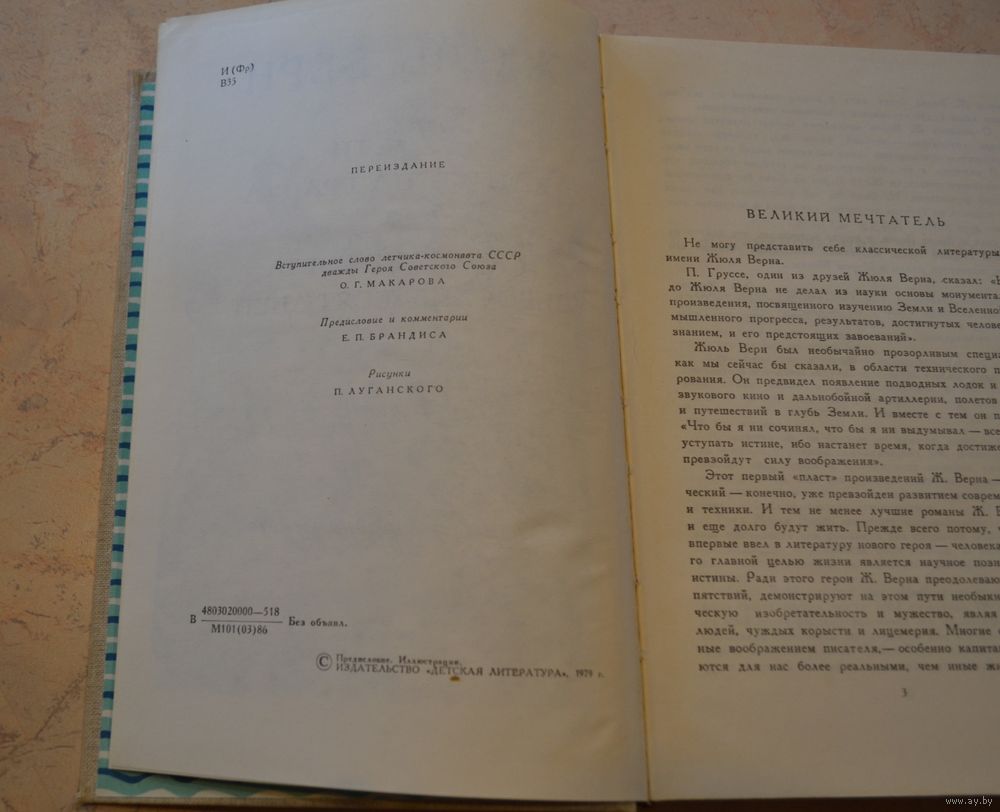 И (Фр)
В35
ПЕРЕИЗДАНИЕ
Вступительное слово летчика-космонавта СССР
дважды Героя Советского Союза
О. Г. МАКАРОВА
Предисловие и комментарии
Е. П. БРАНДИСА
Рисунки
П. ЛУГАНСКОГО
В 4803020000—518
М101(03)86 Без объявл.
© Предисловие. Иллюстрации.
ИЗДАТЕЛЬСТВО «ДЕТСКАЯ ЛИТЕРАТУРА», 1979 г.
ВЕЛИКИЙ МЕЧТАТЕЛЬ
Не могу представить себе классической литературы
имени Жюля Верна.
П. Груссе, один из друзей Жюля Верна, сказал:
до Жюля Верна не делал из науки основы монумента
произведения, посвященного изучению Земли и Вселенно
мышленного прогресса, результатов, достигнутых челове
знанием, и его предстоящих завоеваний».
Жюль Верн был необычайно прозорливым специа
как мы сейчас бы сказали, в области технического п
рования. Он предвидел появление подводных лодок и
звукового кино и дальнобойной артиллерии, полетов
и путешествий в глубь Земли. И вместе с тем он п
«Что бы я ни сочинял, что бы я ни выдумывал — все
уступать истине, ибо настанет время, когда достиже
превзойдут силу воображения».
Этот первый «пласт» произведений Ж. Верна —
ческий — конечно, уже превзойден развитием соврем
и техники. И тем не менее лучшие романы Ж. В
и еще долго будут жить. Прежде всего потому,
впервые ввел в литературу нового героя — человека
го главной целью жизни является научное позн
истины. Ради этого герои Ж. Верна преодолеваю
пятствий, демонстрируют на этом пути необыкн
ческую изобретательность и мужество, являя
людей, чуждых корысти и лицемерия. Многие
ные воображением писателя,— особенно капита
ются для нас более реальными, чем иные жи
3
www.ay.by